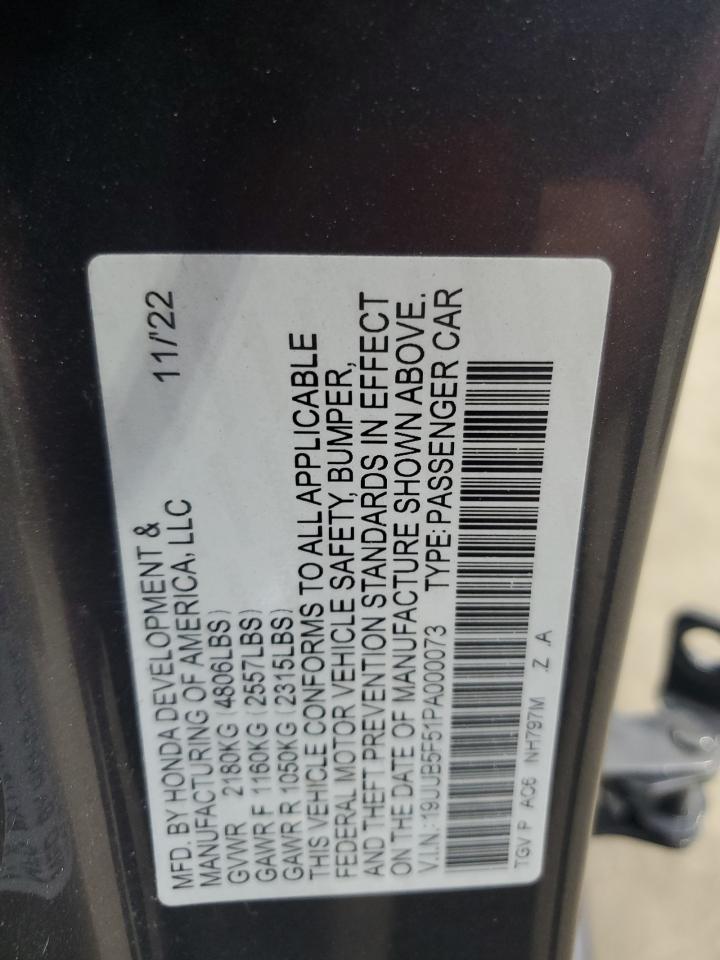 MFD. BY HONDA DEVELOPMENT &
MANUFACTURING OF AMERICA, LLC 11/'22
GVWR 2180KG (4806LBS)
GAWR F 1160KG (2557LBS)
GAWR R 1050KG (2315LBS)
THIS VEHICLE CONFORMS TO ALL APPLICABLE
FEDERAL MOTOR VEHICLE SAFETY, BUMPER,
AND THEFT PREVENTION STANDARDS IN EFFECT
ON THE DATE OF MANUFACTURE SHOWN ABOVE.
V.I.N.:19UUB5F51PA000073 TYPE:PASSENGER CAR
TGV P AC6 NH797M .Z .A